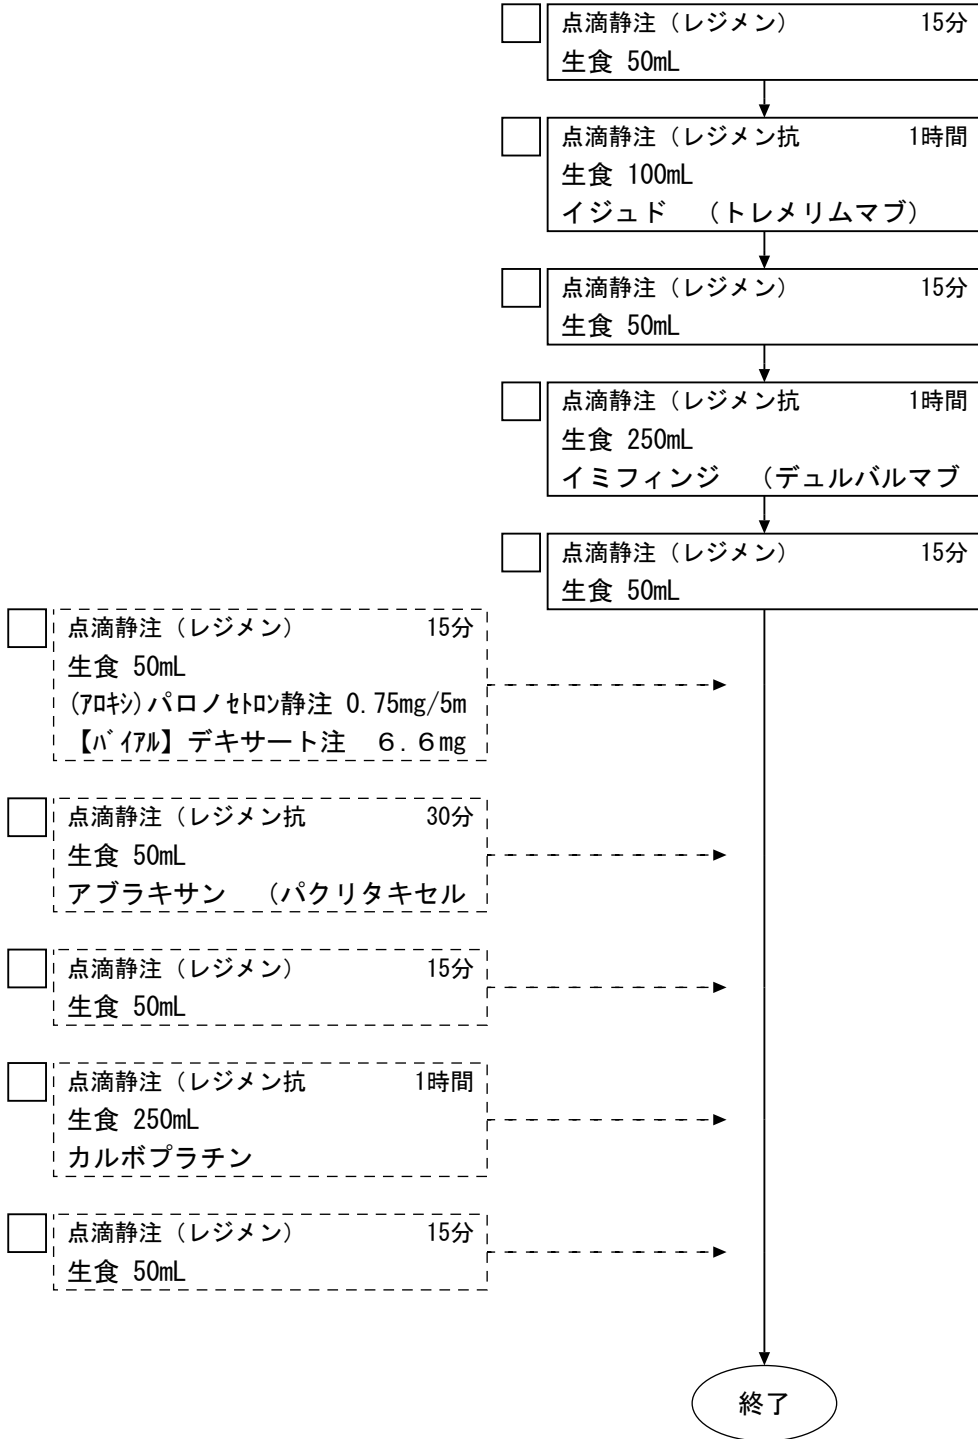 点滴静注（レジメン） 15分
生食 50mL
点滴静注（レジメン抗 1時間
生食 100mL
イジュド （トレメリムマブ）
点滴静注（レジメン） 15分
生食 50mL
点滴静注（レジメン抗 1時間
生食 250mL
イミフィンジ （デュルバルマブ
点滴静注（レジメン） 15分
生食 50mL
点滴静注（レジメン） 15分
生食 50mL
(ｱﾛｷｼ)パロノｾﾄﾛﾝ静注 0.75mg/5m
【ﾊﾞｲｱﾙ】デキサート注 ６.６mg
点滴静注（レジメン抗 30分
生食 50mL
アブラキサン （パクリタキセル
点滴静注（レジメン） 15分
生食 50mL
点滴静注（レジメン抗 1時間
生食 250mL
カルボプラチン
点滴静注（レジメン） 15分
生食 50mL
終了